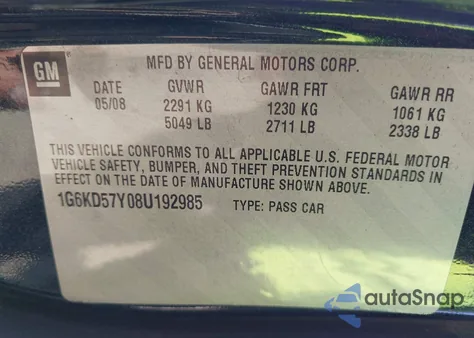 GM
MFD BY GENERAL MOTORS CORP.
DATE GVWR GAWR FRT GAWR RR
05/08 2291 KG 1230 KG 1061 KG
5049 LB 2711 LB 2338 LB
THIS VEHICLE CONFORMS TO ALL APPLICABLE U.S. FEDERAL MOTOR
VEHICLE SAFETY, BUMPER, AND THEFT PREVENTION STANDARDS IN
EFFECT ON THE DATE OF MANUFACTURE SHOWN ABOVE.
1G6KD57Y08U192985 TYPE: PASS CAR
autoSnap